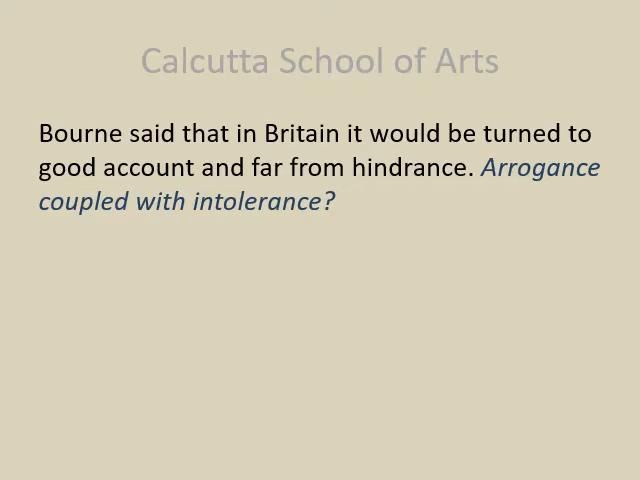 Calcutta School of Arts
Bourne said that in Britain it would be turned to
good account and far from hindrance. Arrogance
coupled with intolerance?